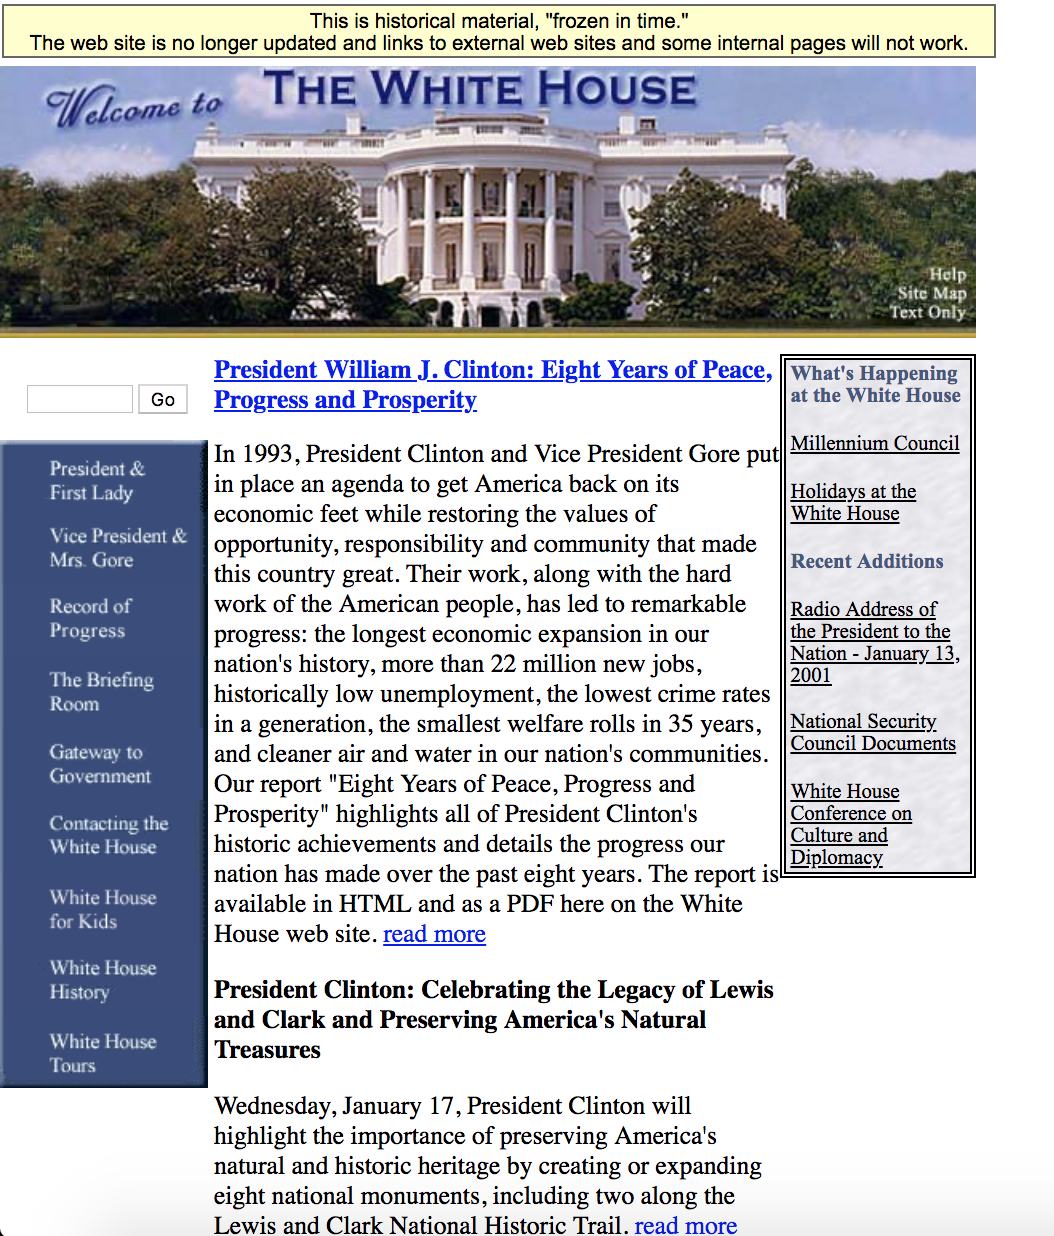 This is historical material, "frozen in time."
The web site is no longer updated and links to external web sites and some internal pages will not work.
Welcome to THE WHITE HOUSE
Help
Site Map
Text Only
Go
President &
First Lady
Vice President &
Mrs. Gore
Record of
Progress
The Briefing
Room
Gateway to
Government
Contacting the
White House
White House
for Kids
White House
History
White House
Tours
President William J. Clinton: Eight Years of Peace,
Progress and Prosperity
In 1993, President Clinton and Vice President Gore put
in place an agenda to get America back on its
economic feet while restoring the values of
opportunity, responsibility and community that made
this country great. Their work, along with the hard
work of the American people, has led to remarkable
progress: the longest economic expansion in our
nation's history, more than 22 million new jobs,
historically low unemployment, the lowest crime rates
in a generation, the smallest welfare rolls in 35 years,
and cleaner air and water in our nation's communities.
Our report "Eight Years of Peace, Progress and
Prosperity" highlights all of President Clinton's
historic achievements and details the progress our
nation has made over the past eight years. The report is
available in HTML and as a PDF here on the White
House web site. read more
President Clinton: Celebrating the Legacy of Lewis
and Clark and Preserving America's Natural
Treasures
Wednesday, January 17, President Clinton will
highlight the importance of preserving America's
natural and historic heritage by creating or expanding
eight national monuments, including two along the
Lewis and Clark National Historic Trail. read more
What's Happening
at the White House
Millennium Council
Holidays at the
White House
Recent Additions
Radio Address of
the President to the
Nation - January 13,
2001
National Security
Council Documents
White House
Conference on
Culture and
Diplomacy